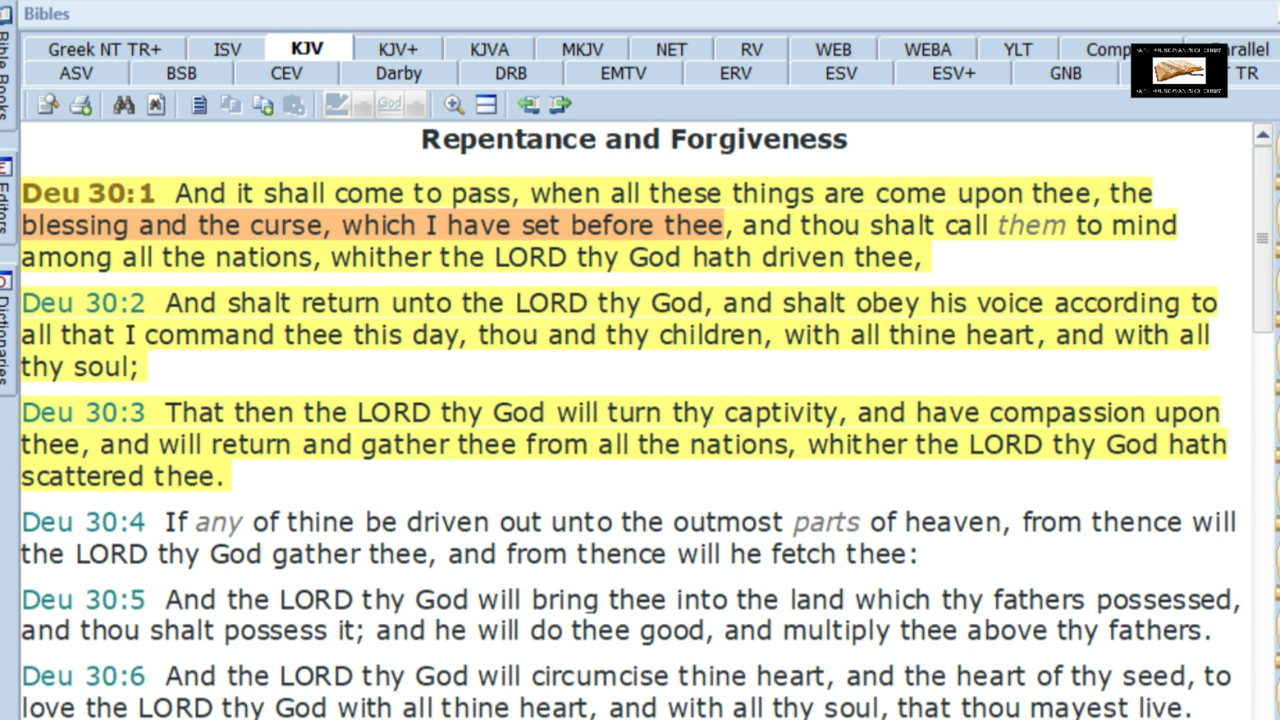 Bibles
Greek NT TR+ ISV KJV KJV+ KJVA MKJV NET RV WEB WEBA YLT Comp arallel
ASV BSB CEV Darby DRB EMTV ERV ESV ESV+ GNB TR
Bible Books
Editors
Dictionaries
God
Repentance and Forgiveness
Deu 30:1 And it shall come to pass, when all these things are come upon thee, the
blessing and the curse, which I have set before thee, and thou shalt call them to mind
among all the nations, whither the LORD thy God hath driven thee,
Deu 30:2 And shalt return unto the LORD thy God, and shalt obey his voice according to
all that I command thee this day, thou and thy children, with all thine heart, and with all
thy soul;
Deu 30:3 That then the LORD thy God will turn thy captivity, and have compassion upon
thee, and will return and gather thee from all the nations, whither the LORD thy God hath
scattered thee.
Deu 30:4 If any of thine be driven out unto the outmost parts of heaven, from thence will
the LORD thy God gather thee, and from thence will he fetch thee:
Deu 30:5 And the LORD thy God will bring thee into the land which thy fathers possessed,
and thou shalt possess it; and he will do thee good, and multiply thee above thy fathers.
Deu 30:6 And the LORD thy God will circumcise thine heart, and the heart of thy seed, to
love the LORD thy God with all thine heart, and with all thy soul, that thou mayest live.